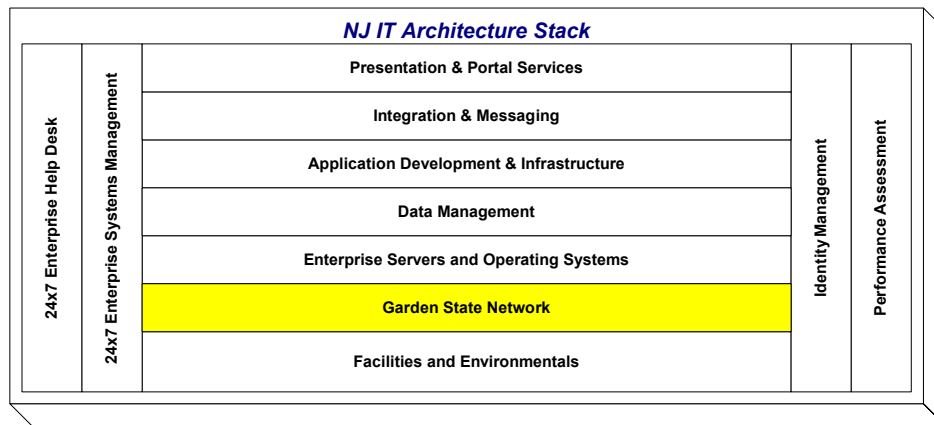 NJ IT Architecture Stack
24x7 Enterprise Help Desk
24x7 Enterprise Systems Management
Presentation & Portal Services
Integration & Messaging
Application Development & Infrastructure
Data Management
Enterprise Servers and Operating Systems
Garden State Network
Facilities and Environmentals
Identity Management
Performance Assessment